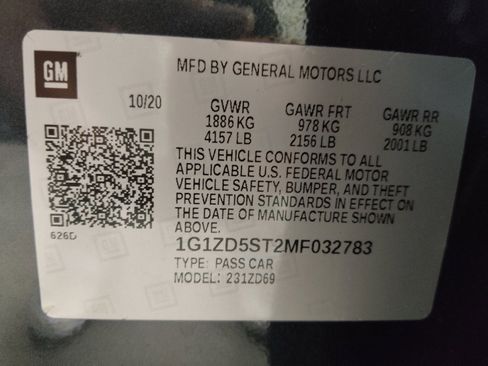 GM
MFD BY GENERAL MOTORS LLC
10/20 GVWR GAWR FRT GAWR RR
1886 KG 978 KG 908 KG
4157 LB 2156 LB 2001 LB
THIS VEHICLE CONFORMS TO ALL
APPLICABLE U.S. FEDERAL MOTOR
VEHICLE SAFETY, BUMPER, AND THEFT
PREVENTION STANDARDS IN EFFECT ON
THE DATE OF MANUFACTURE SHOWN
ABOVE.
626D
1G1ZD5ST2MF032783
TYPE: PASS CAR
MODEL: 231ZD69